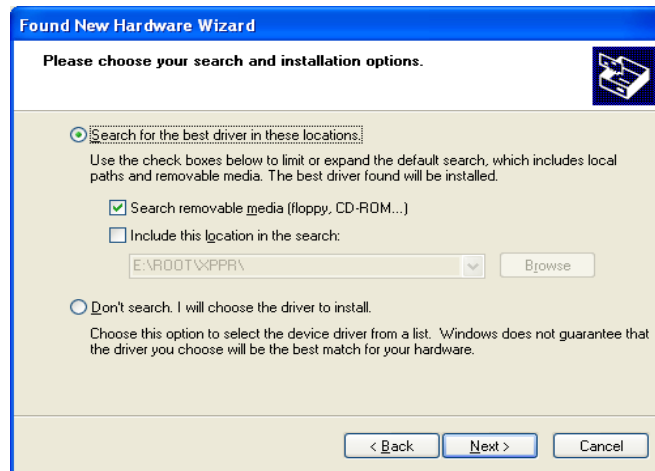 Found New Hardware Wizard
Please choose your search and installation options.
Search for the best driver in these locations.
Use the check boxes below to limit or expand the default search, which includes local
paths and removable media. The best driver found will be installed.
Search removable media (floppy, CD-ROM...)
Include this location in the search:
E:\ROOT\XPPR\
Browse
Don't search. I will choose the driver to install.
Choose this option to select the device driver from a list. Windows does not guarantee that
the driver you choose will be the best match for your hardware.
< Back
Next >
Cancel